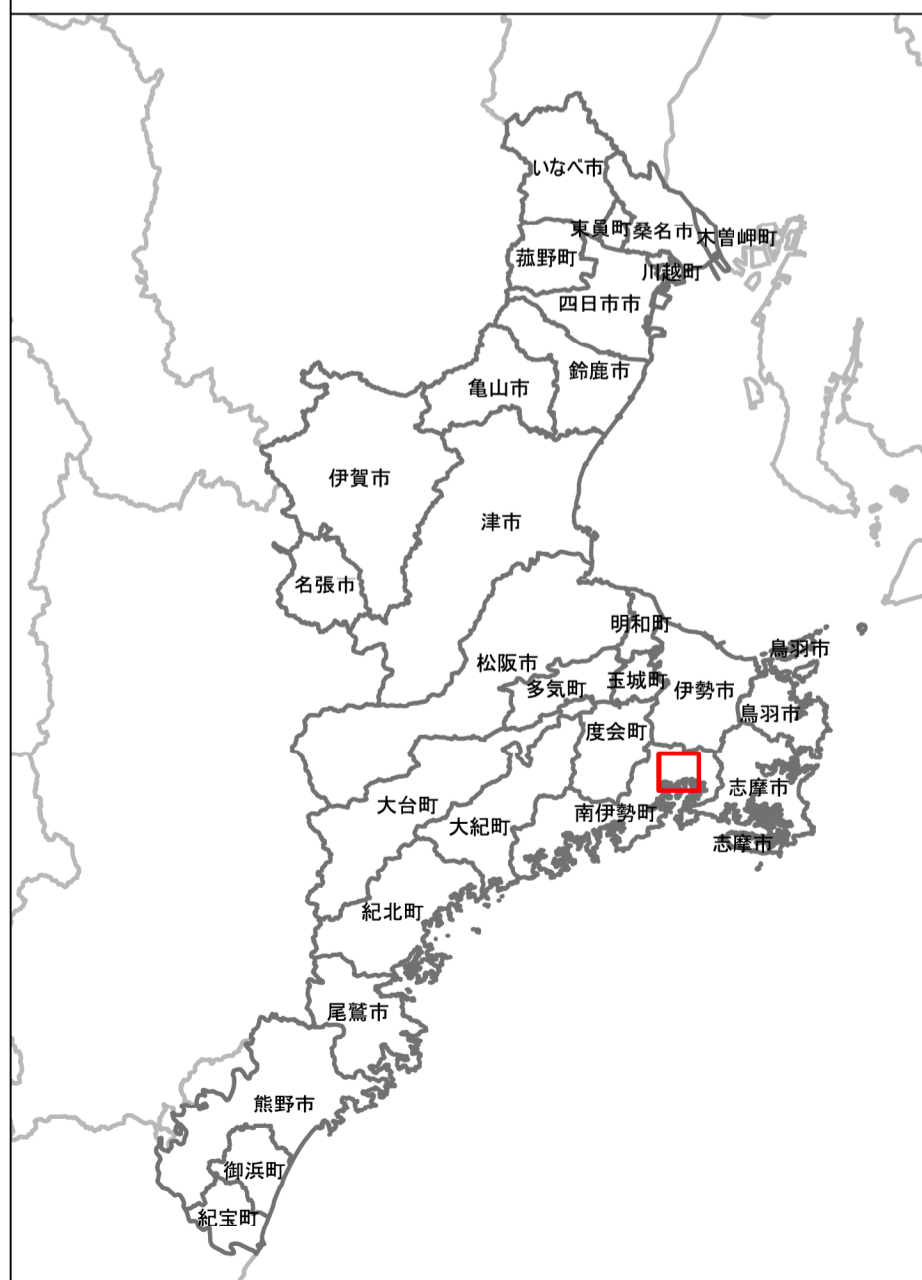 いなべ市
東員町
桑名市
木曽岬町
菰野町
川越町
四日市市
鈴鹿市
亀山市
伊賀市
津市
名張市
明和町
鳥羽市
松阪市
多気町
玉城町
伊勢市
鳥羽市
度会町
志摩市
大台町
南伊勢町
大紀町
志摩市
紀北町
尾鷲市
熊野市
御浜町
紀宝町